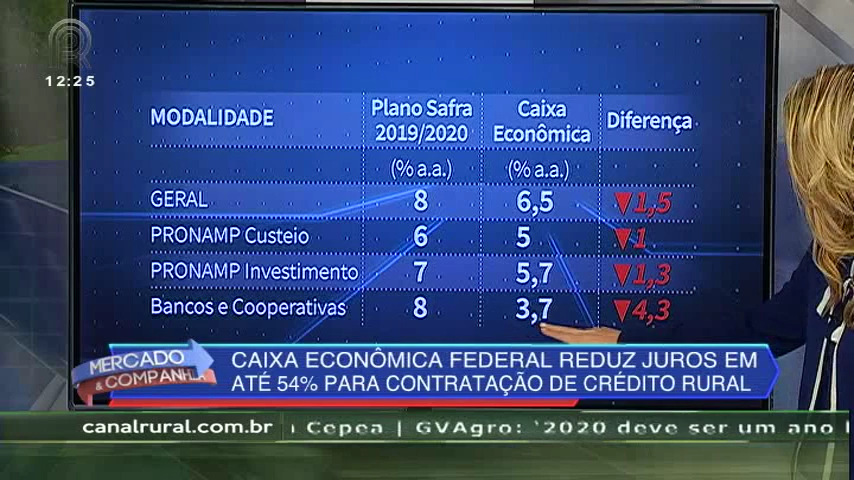 12:25
MODALIDADE Plano Safra 2019/2020 Caixa Econômica Diferença
(% a.a.) (% a.a.)
GERAL 8 6,5 ▼1,5
PRONAMP Custeio 6 5 ▼1
PRONAMP Investimento 7 5,7 ▼1,3
Bancos e Cooperativas 8 3,7 ▼4,3
MERCADO
& COMPANHIA
CAIXA ECONÔMICA FEDERAL REDUZ JUROS EM
ATÉ 54% PARA CONTRATAÇÃO DE CRÉDITO RURAL
canalrural.com.br Cepea | GVAgro: '2020 deve ser um ano